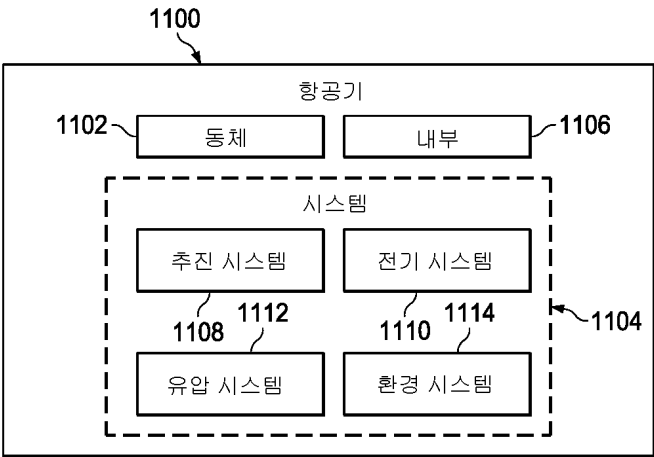 1100
항공기
1102 동체 내부 1106
시스템
추진 시스템 전기 시스템
1108 1112 1110 1114 1104
유압 시스템 환경 시스템